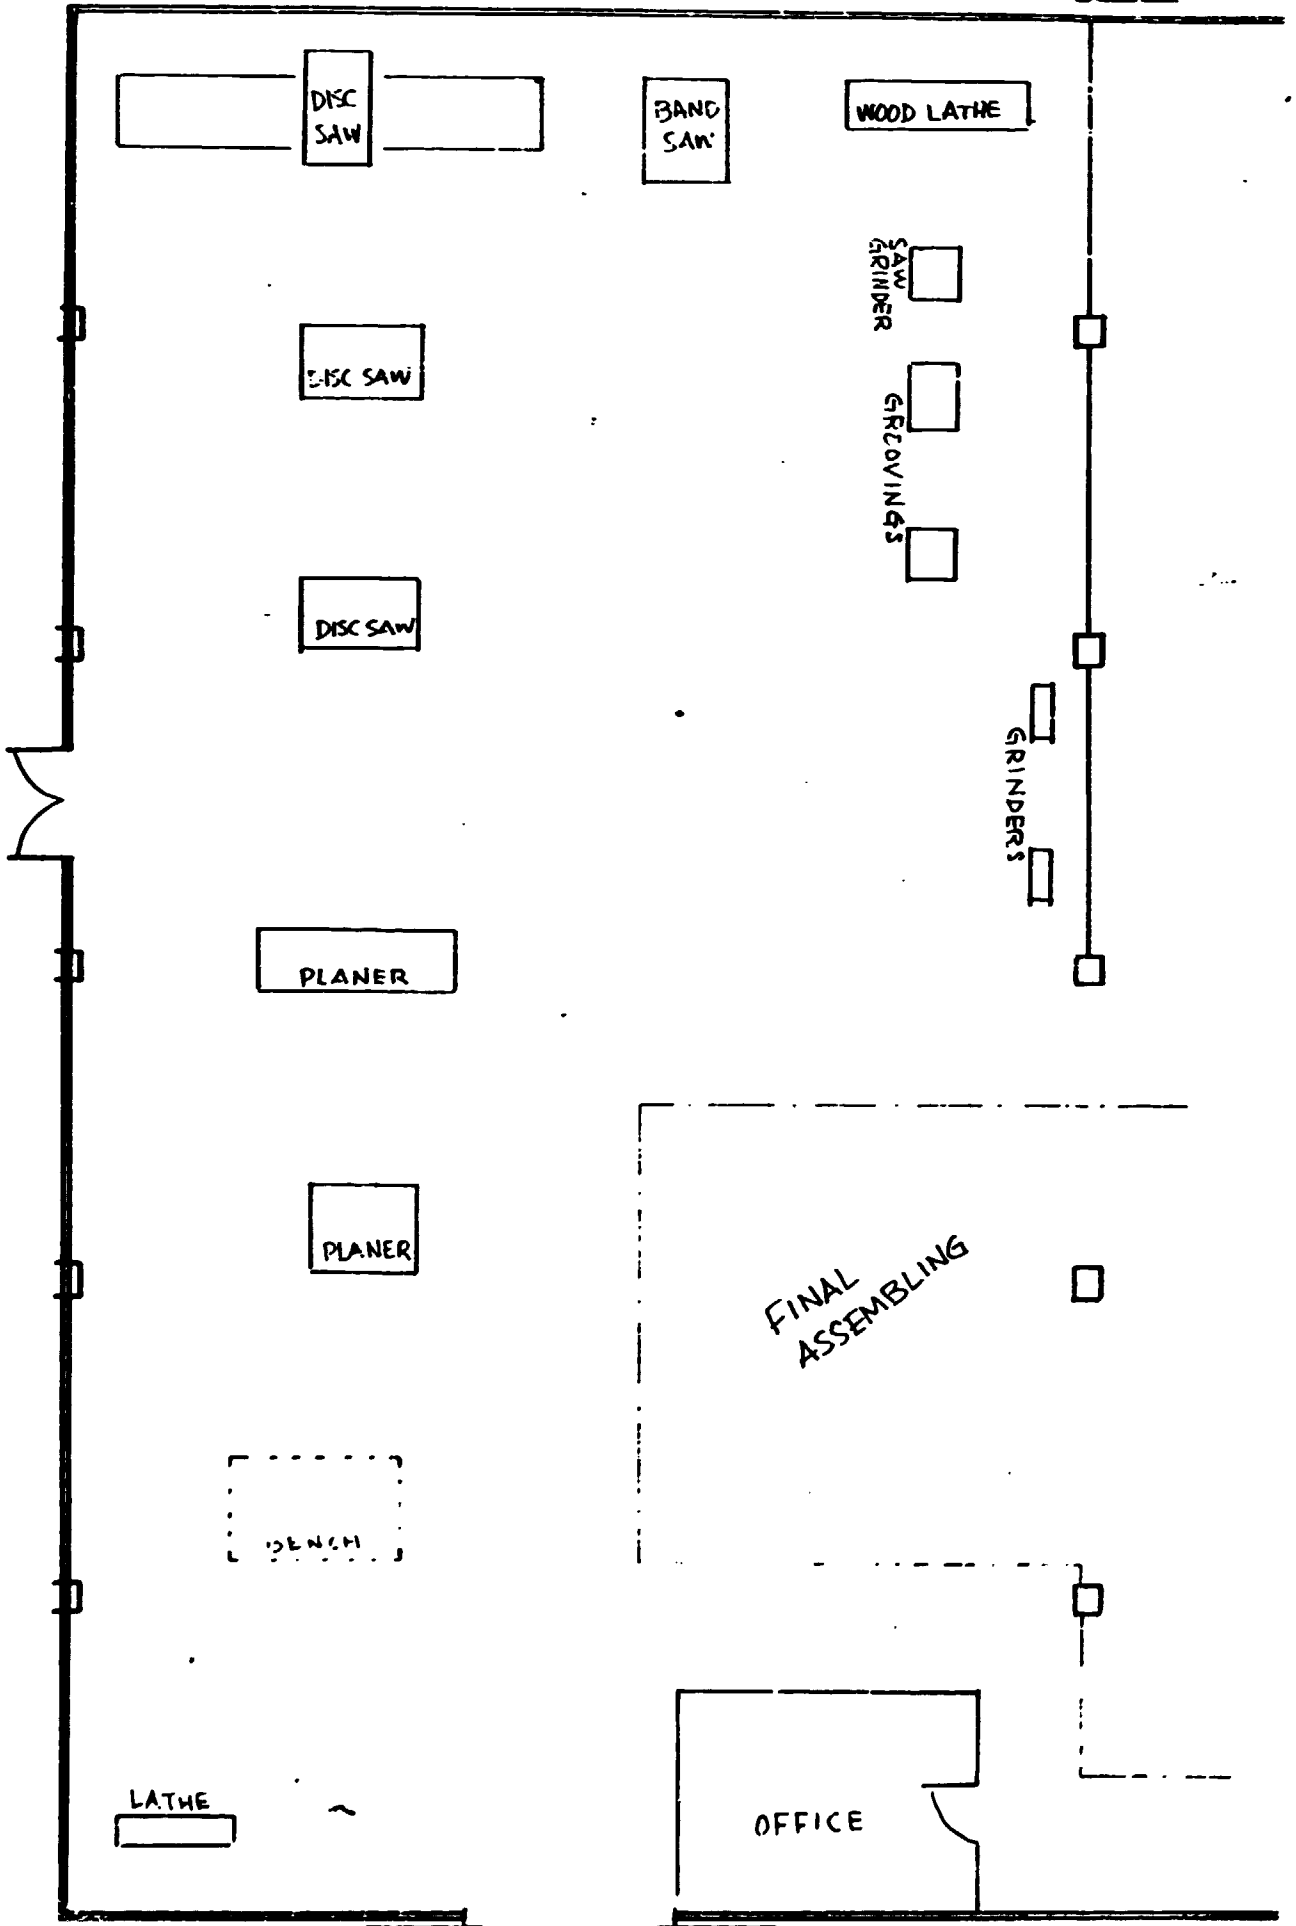 DISC
SAW
BAND
SAW
WOOD LATHE
SAW
GRINDER
DISC SAW
GROOVINGS
DISC SAW
GRINDERS
PLANER
PLANER
FINAL
ASSEMBLING
BENCH
LATHE
OFFICE